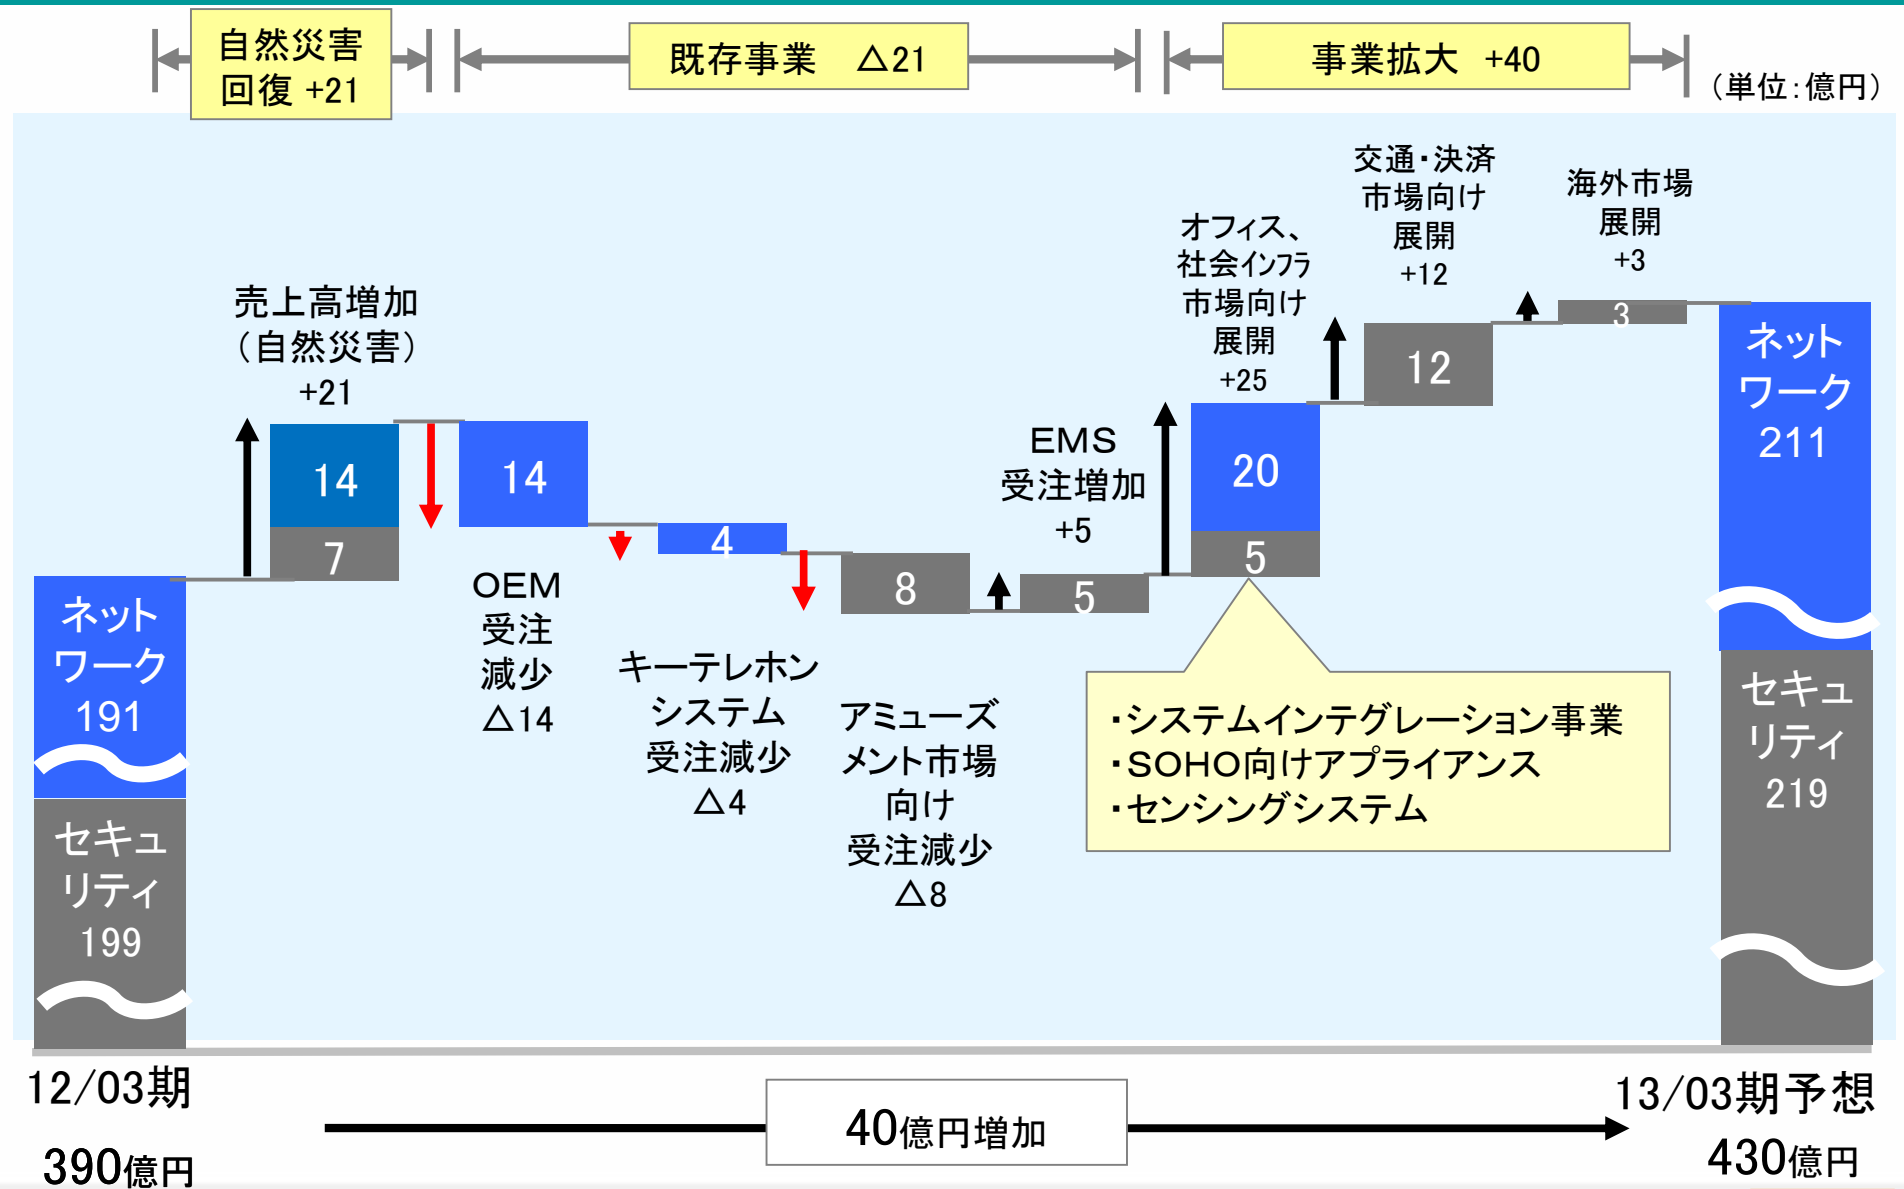 自然災害
回復 +21
既存事業 △21
事業拡大 +40
（単位：億円）
売上高増加
（自然災害）
+21
14
7
14
OEM
受注
減少
△14
4
キーテレホン
システム
受注減少
△4
8
アミューズ
メント市場
向け
受注減少
△8
EMS
受注増加
+5
5
オフィス、
社会インフラ
市場向け
展開
+25
20
5
・システムインテグレーション事業
・SOHO向けアプライアンス
・センシングシステム
交通・決済
市場向け
展開
+12
12
海外市場
展開
+3
3
ネット
ワーク
191
セキュ
リティ
199
ネット
ワーク
211
セキュ
リティ
219
12/03期
390億円
40億円増加
13/03期予想
430億円